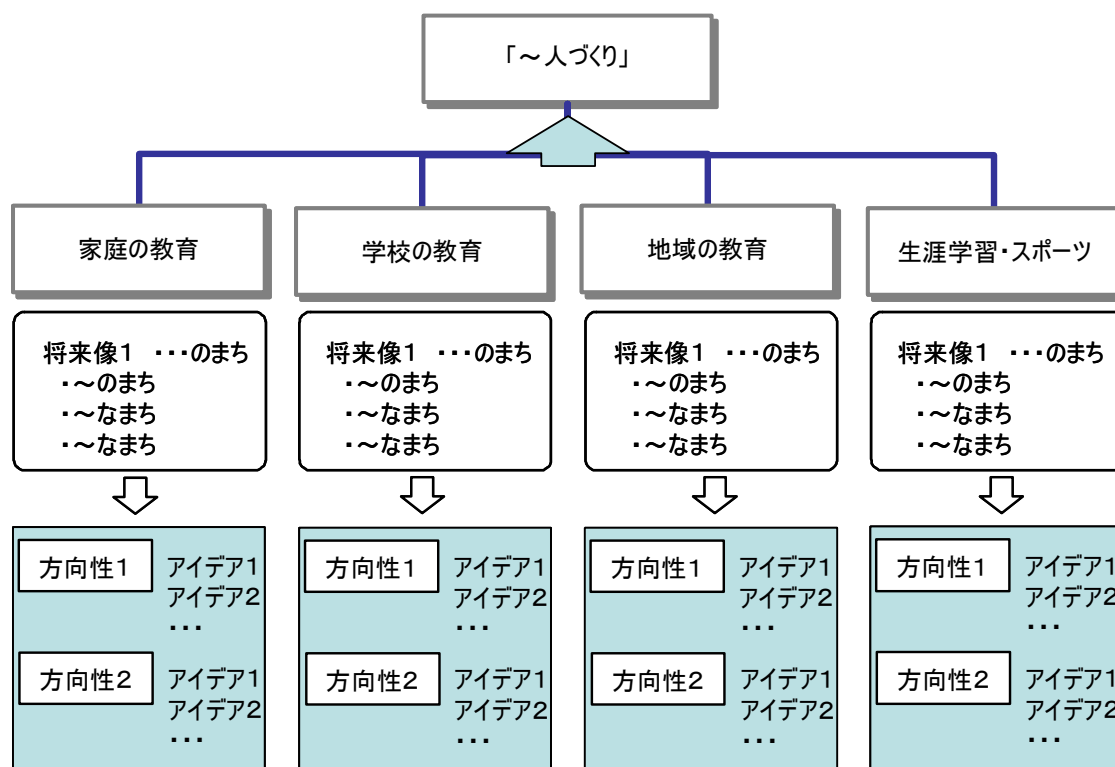 「～人づくり」
家庭の教育
学校の教育
地域の教育
生涯学習・スポーツ
将来像１　・・・のまち
・～のまち
・～なまち
・～なまち
将来像１　・・・のまち
・～のまち
・～なまち
・～なまち
将来像１　・・・のまち
・～のまち
・～なまち
・～なまち
将来像１　・・・のまち
・～のまち
・～なまち
・～なまち
方向性１
アイデア１
アイデア２
・・・
方向性２
アイデア１
アイデア２
・・・
方向性１
アイデア１
アイデア２
・・・
方向性２
アイデア１
アイデア２
・・・
方向性１
アイデア１
アイデア２
・・・
方向性２
アイデア１
アイデア２
・・・
方向性１
アイデア１
アイデア２
・・・
方向性２
アイデア１
アイデア２
・・・